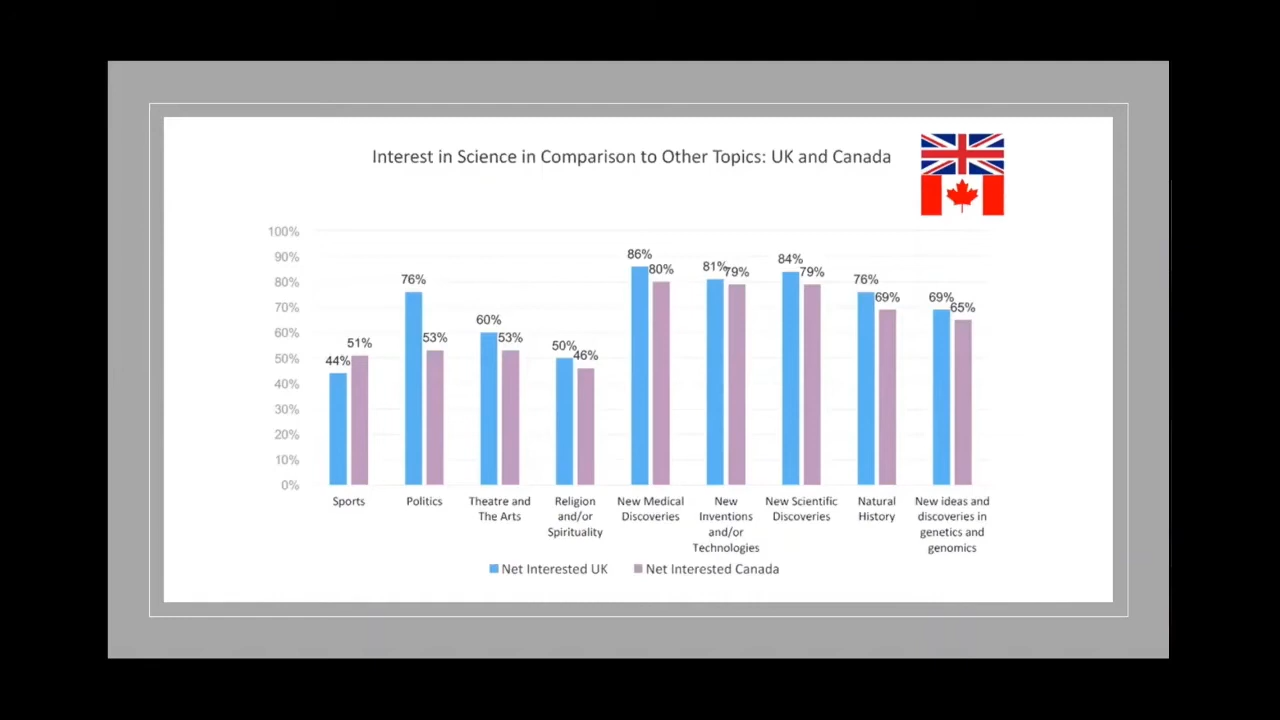 Interest in Science in Comparison to Other Topics: UK and Canada
100%
90%
80%
70%
60%
50%
40%
30%
20%
10%
0%
44%
51%
76%
53%
60%
53%
50%
46%
86%
80%
81%
79%
84%
79%
76%
69%
69%
65%
Sports
Politics
Theatre and
The Arts
Religion
and/or
Spirituality
New Medical
Discoveries
New
Inventions
and/or
Technologies
New Scientific
Discoveries
Natural
History
New ideas and
discoveries in
genetics and
genomics
Net Interested UK
Net Interested Canada